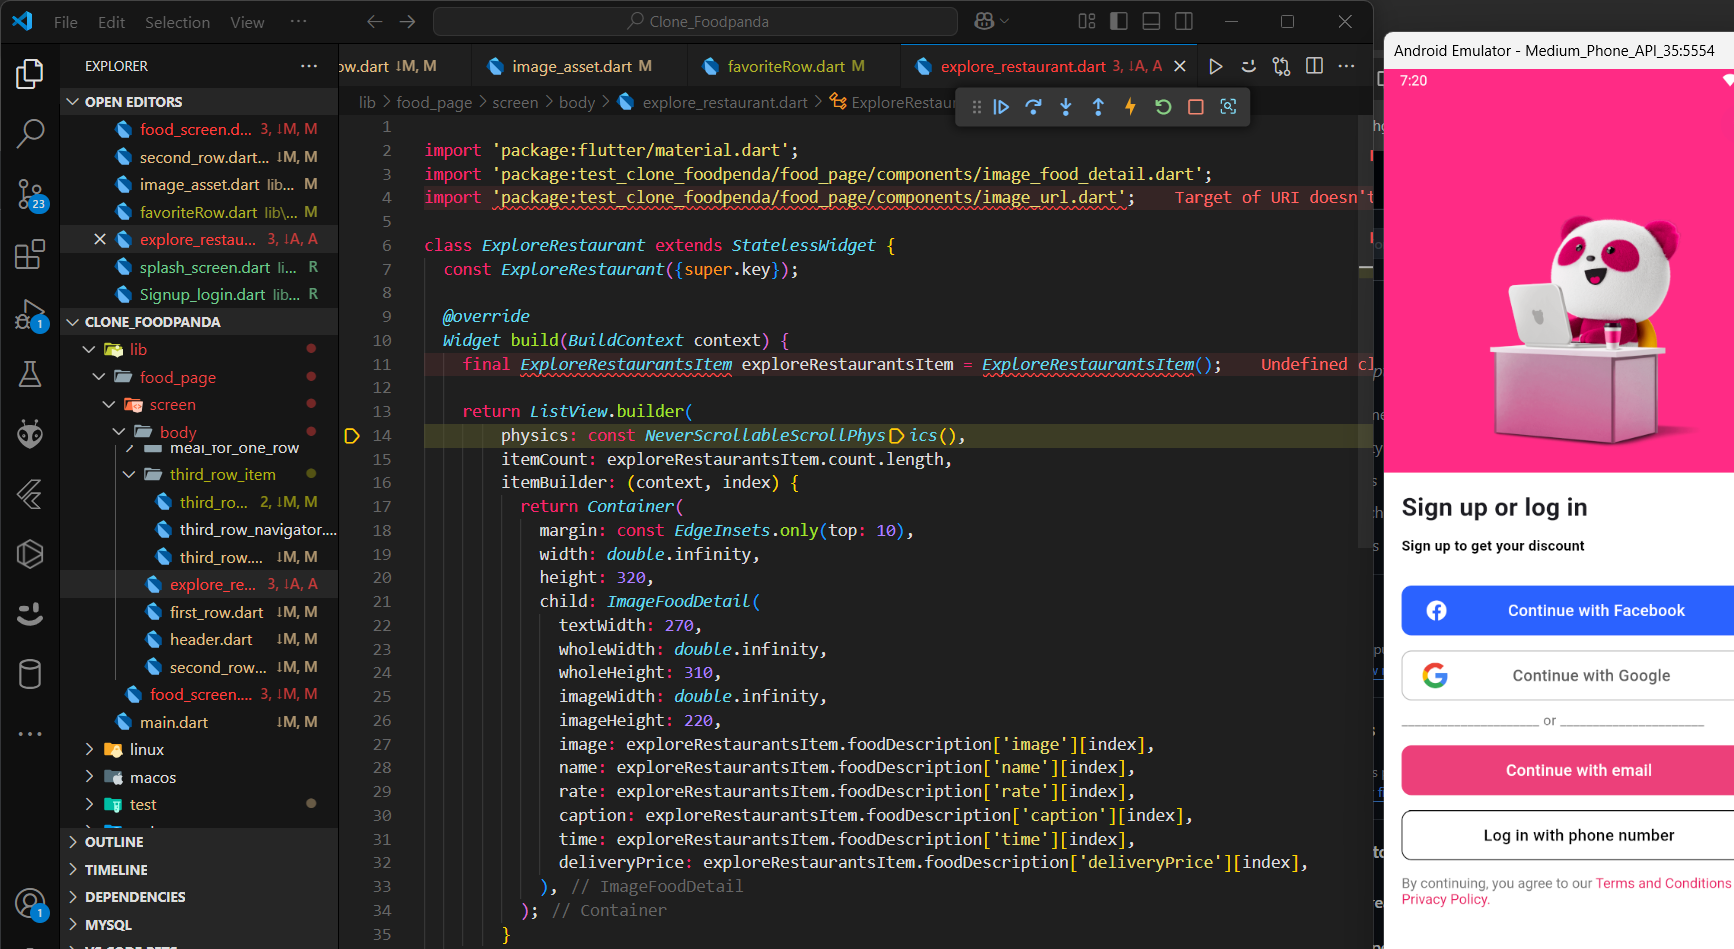 File Edit Selection View ··· Clone_Foodpanda
EXPLORER ···
OPEN EDITORS
food_screen.d... 3, ↓M, M
second_row.dart... ↓M, M
image_asset.dart lib... M
favoriteRow.dart lib\... M
explore_restau... 3, ↓A, A
splash_screen.dart li... R
Signup_login.dart lib... R
CLONE_FOODPANDA
lib
food_page
screen
body
meal_for_one_row
third_row_item
third_ro... 2, ↓M, M
third_row_navigator....
third_row.... ↓M, M
explore_re... 3, ↓A, A
first_row.dart ↓M, M
header.dart ↓M, M
second_row... ↓M, M
food_screen.... 3, ↓M, M
main.dart ↓M, M
linux
macos
test
OUTLINE
TIMELINE
DEPENDENCIES
MYSQL
23
1
1
ow.dart ↓M, M image_asset.dart M favoriteRow.dart M explore_restaurant.dart 3, ↓A, A
lib > food_page > screen > body > explore_restaurant.dart > ExploreRestaur
1
2 import 'package:flutter/material.dart';
3 import 'package:test_clone_foodpenda/food_page/components/image_food_detail.dart';
4 import 'package:test_clone_foodpenda/food_page/components/image_url.dart'; Target of URI doesn't
5
6 class ExploreRestaurant extends StatelessWidget {
7 const ExploreRestaurant({super.key});
8
9 @override
10 Widget build(BuildContext context) {
11 final ExploreRestaurantsItem exploreRestaurantsItem = ExploreRestaurantsItem(); Undefined cl
12
13 return ListView.builder(
14 physics: const NeverScrollableScrollPhysics(),
15 itemCount: exploreRestaurantsItem.count.length,
16 itemBuilder: (context, index) {
17 return Container(
18 margin: const EdgeInsets.only(top: 10),
19 width: double.infinity,
20 height: 320,
21 child: ImageFoodDetail(
22 textWidth: 270,
23 wholeWidth: double.infinity,
24 wholeHeight: 310,
25 imageWidth: double.infinity,
26 imageHeight: 220,
27 image: exploreRestaurantsItem.foodDescription['image'][index],
28 name: exploreRestaurantsItem.foodDescription['name'][index],
29 rate: exploreRestaurantsItem.foodDescription['rate'][index],
30 caption: exploreRestaurantsItem.foodDescription['caption'][index],
31 time: exploreRestaurantsItem.foodDescription['time'][index],
32 deliveryPrice: exploreRestaurantsItem.foodDescription['deliveryPrice'][index],
33 ), // ImageFoodDetail
34 ); // Container
35 }
Android Emulator - Medium_Phone_API_35:5554
7:20
Sign up or log in
Sign up to get your discount
Continue with Facebook
Continue with Google
or
Continue with email
Log in with phone number
By continuing, you agree to our Terms and Conditions
Privacy Policy.